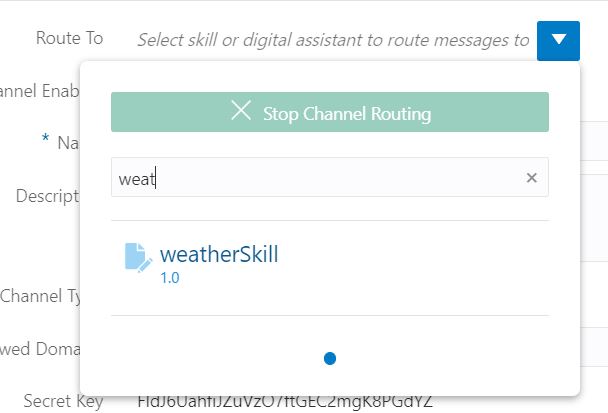 Route To
Select skill or digital assistant to route messages to
annel Enab
Stop Channel Routing
* Na
weat
Descript
weatherSkill
1.0
Channel Ty
wed Doma
Secret Key